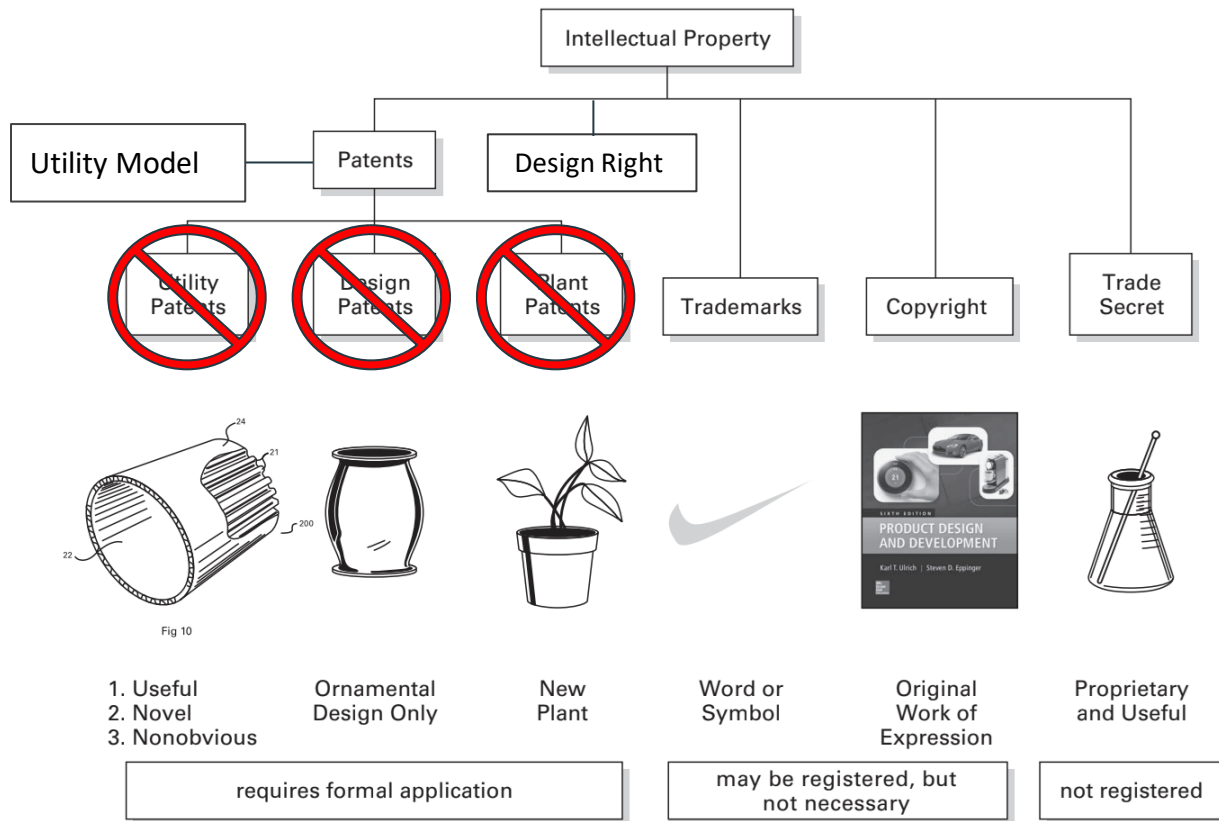 Intellectual Property
Utility Model
Patents
Design Right
Utility
Patents
Design
Patents
Plant
Patents
Trademarks
Copyright
Trade
Secret
24
21
200
22
Fig 10
21
SIXTH EDITION
PRODUCT DESIGN
AND DEVELOPMENT
Karl T. Ulrich | Steven D. Eppinger
1. Useful
2. Novel
3. Nonobvious
Ornamental
Design Only
New
Plant
Word or
Symbol
Original
Work of
Expression
Proprietary
and Useful
requires formal application
may be registered, but
not necessary
not registered